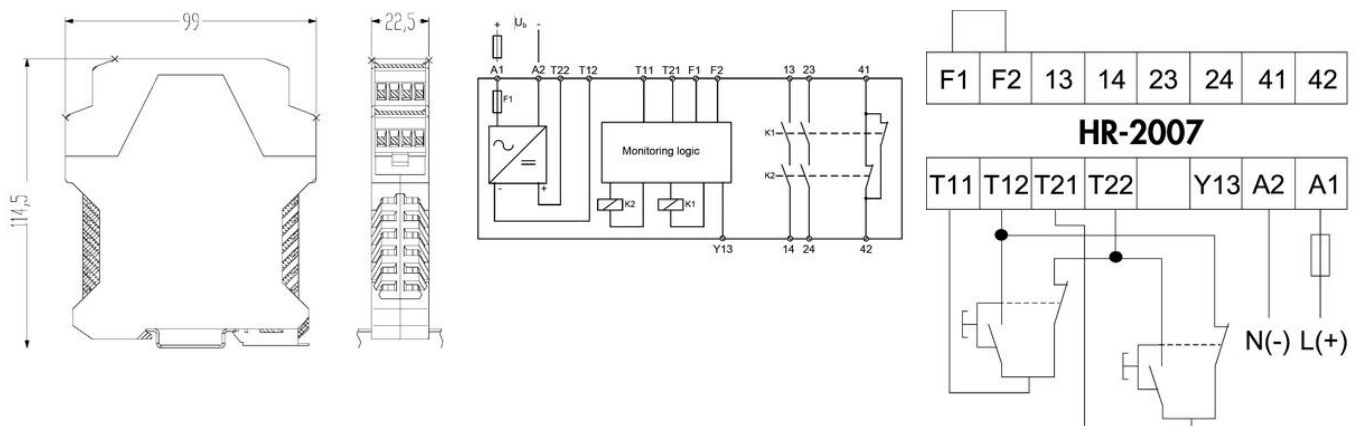 99
114,5
22,5
+ Ub -
A1 A2 T22 T12 T11 T21 F1 F2 13 23 41
F1
K1
Monitoring logic
K2
- +
K2 K1
Y13 14 24 42
F1 F2 13 14 23 24 41 42
HR-2007
T11 T12 T21 T22 Y13 A2 A1
N(-) L(+)